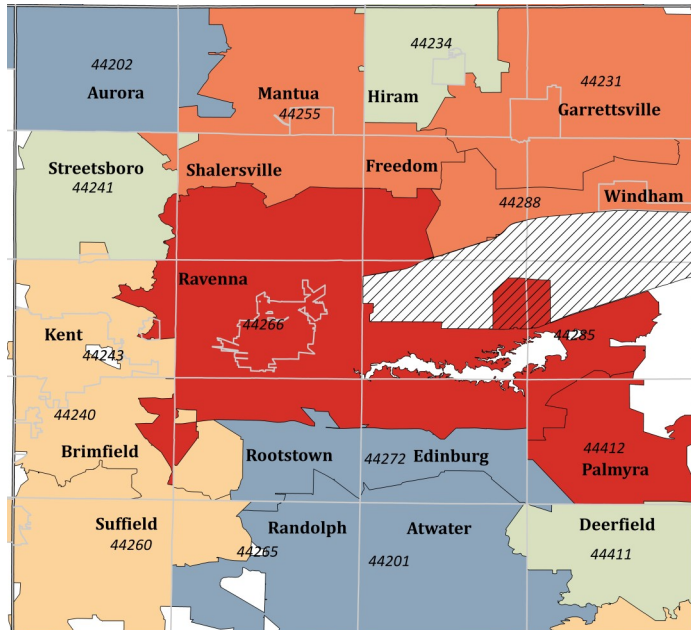 44202
Aurora
44234
Mantua
44255
Hiram
44231
Garrettsville
Streetsboro
44241
Shalersville
Freedom
44288
Windham
Ravenna
44266
44285
Kent
44243
44240
Brimfield
Rootstown
44272
Edinburg
44412
Palmyra
Suffield
44260
Randolph
44265
Atwater
44201
Deerfield
44411